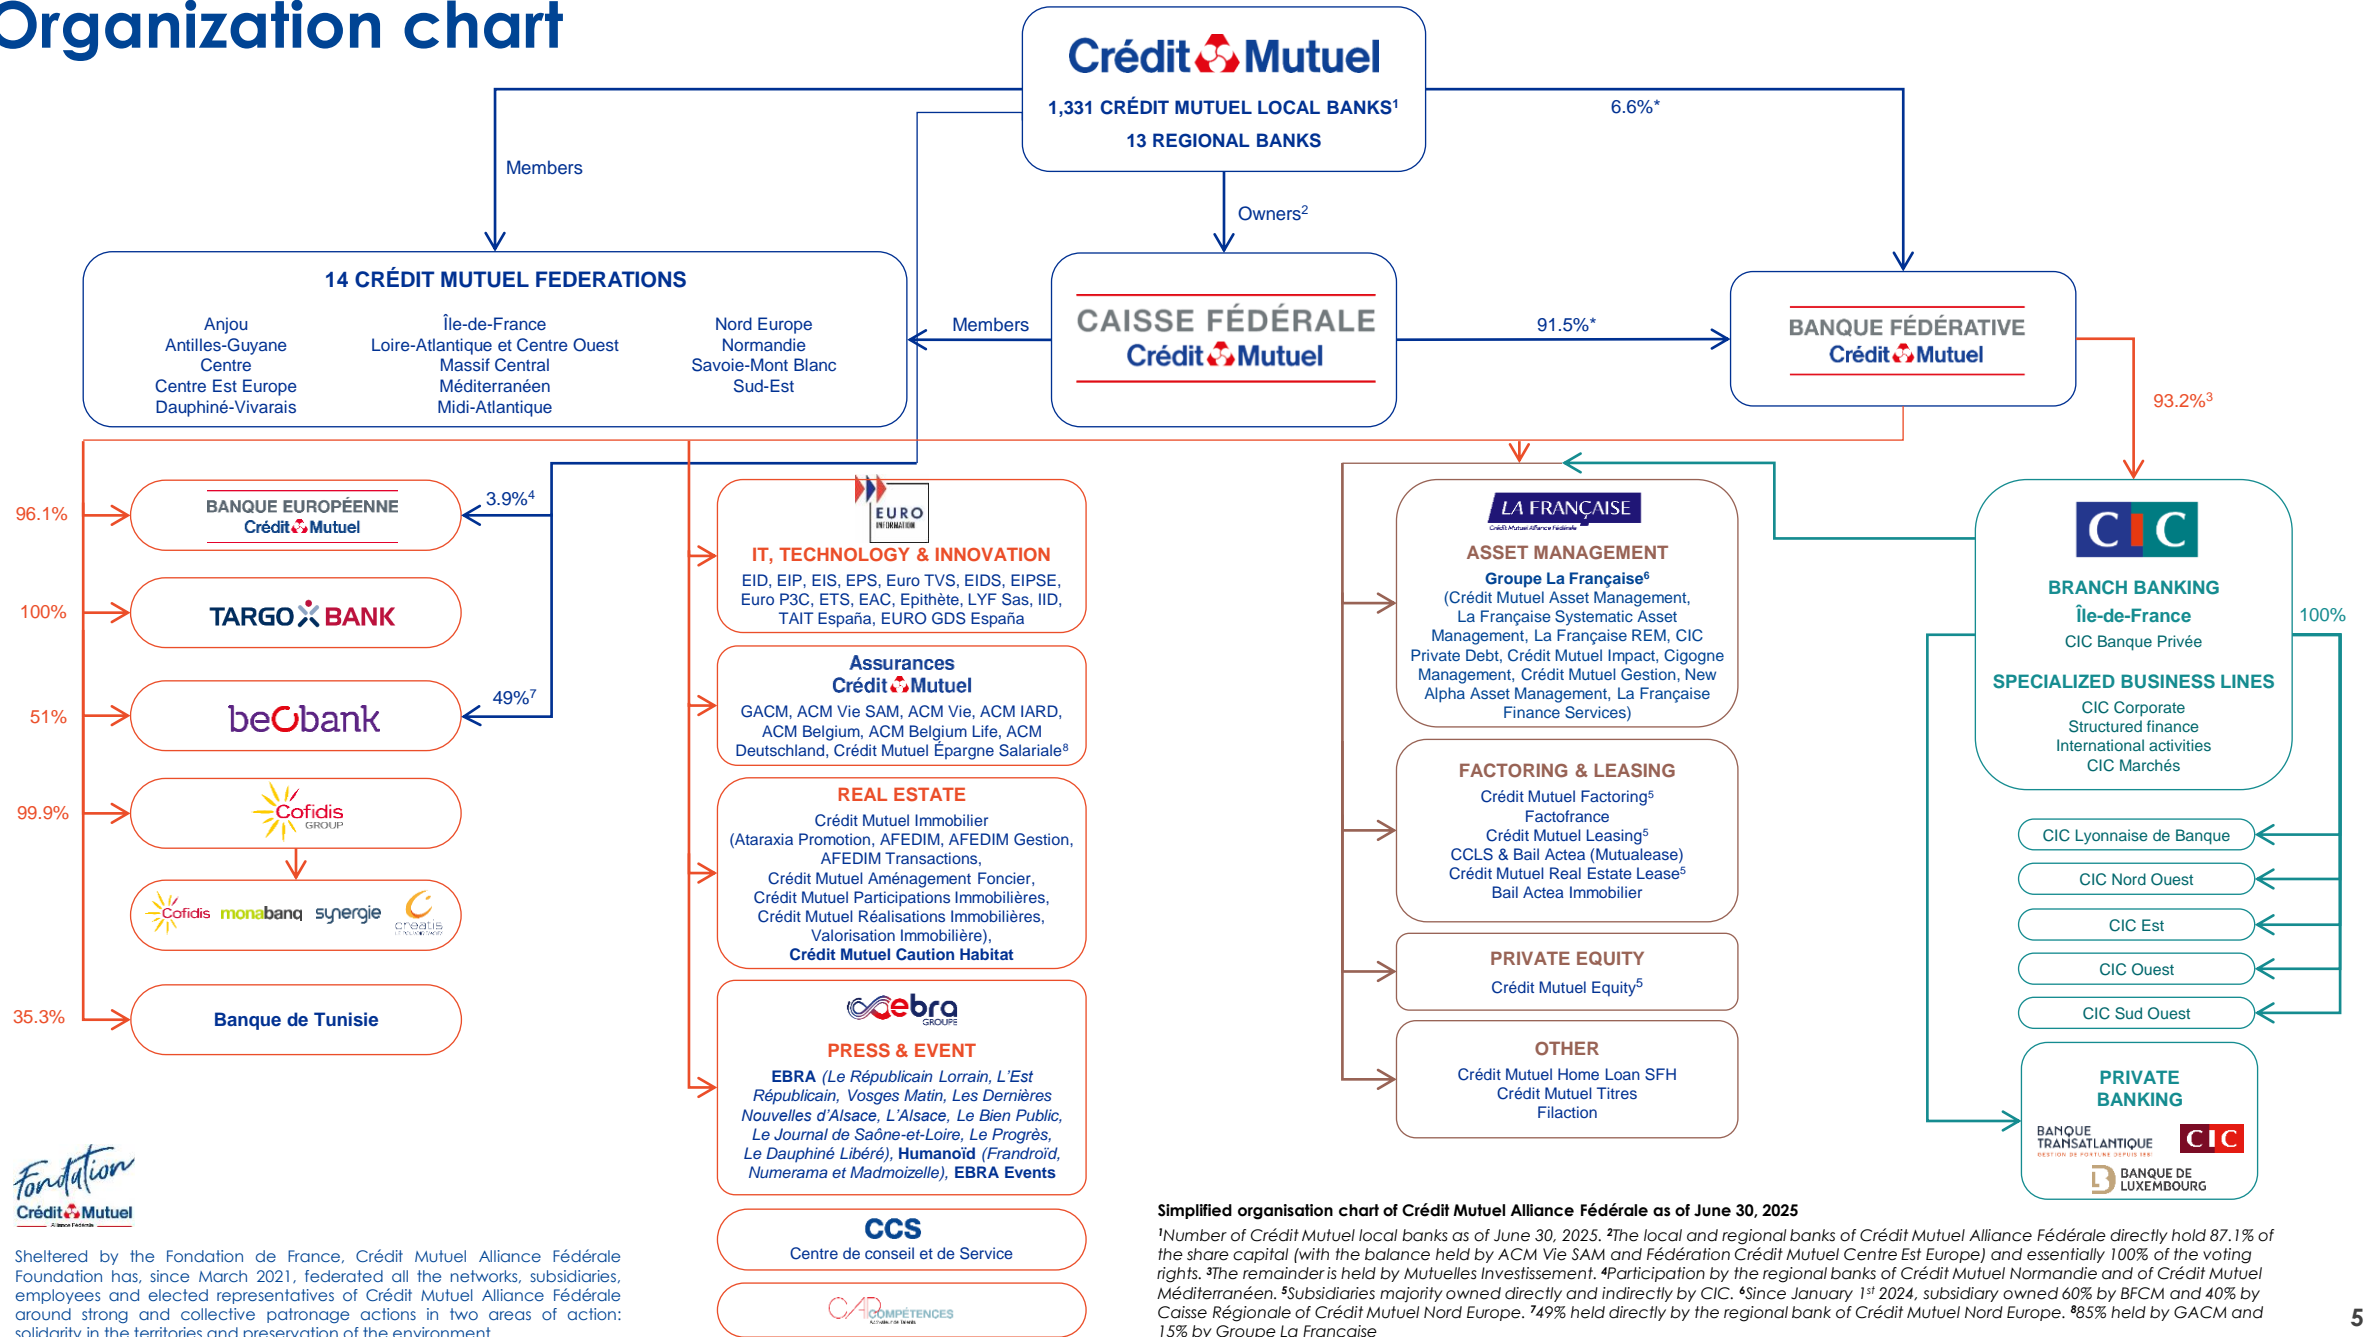 Organization chart
Crédit Mutuel
1,331 CRÉDIT MUTUEL LOCAL BANKS¹
13 REGIONAL BANKS
6.6%*
Members
Owners²
14 CRÉDIT MUTUEL FEDERATIONS
Anjou
Antilles-Guyane
Centre
Centre Est Europe
Dauphiné-Vivarais
Île-de-France
Loire-Atlantique et Centre Ouest
Massif Central
Méditerranéen
Midi-Atlantique
Nord Europe
Normandie
Savoie-Mont Blanc
Sud-Est
Members
CAISSE FÉDÉRALE
Crédit Mutuel
91.5%*
BANQUE FÉDÉRATIVE
Crédit Mutuel
93.2%³
96.1%
BANQUE EUROPÉENNE
Crédit Mutuel
3.9%⁴
100%
TARGO BANK
51%
beobank
49%⁷
99.9%
Cofidis
GROUP
Cofidis
monabanq
synergie
creatis
35.3%
Banque de Tunisie
EURO
INFORMATION
IT, TECHNOLOGY & INNOVATION
EID, EIP, EIS, EPS, Euro TVS, EIDS, EIPSE,
Euro P3C, ETS, EAC, Epithète, LYF Sas, IID,
TAIT España, EURO GDS España
Assurances
Crédit Mutuel
GACM, ACM Vie SAM, ACM Vie, ACM IARD,
ACM Belgium, ACM Belgium Life, ACM
Deutschland, Crédit Mutuel Épargne Salariale⁸
REAL ESTATE
Crédit Mutuel Immobilier
(Ataraxia Promotion, AFEDIM, AFEDIM Gestion,
AFEDIM Transactions,
Crédit Mutuel Aménagement Foncier,
Crédit Mutuel Participations Immobilières,
Crédit Mutuel Réalisations Immobilières,
Valorisation Immobilière),
Crédit Mutuel Caution Habitat
ebra
GROUPE
PRESS & EVENT
EBRA (Le Républicain Lorrain, L'Est
Républicain, Vosges Matin, Les Dernières
Nouvelles d'Alsace, L'Alsace, Le Bien Public,
Le Journal de Saône-et-Loire, Le Progrès,
Le Dauphiné Libéré), Humanoïd (Frandroïd,
Numerama et Madmoizelle), EBRA Events
CCS
Centre de conseil et de Service
CAP COMPÉTENCES
LA FRANÇAISE
Crédit Mutuel Alliance Fédérale
ASSET MANAGEMENT
Groupe La Française⁶
(Crédit Mutuel Asset Management,
La Française Systematic Asset
Management, La Française REM, CIC
Private Debt, Crédit Mutuel Impact, Cigogne
Management, Crédit Mutuel Gestion, New
Alpha Asset Management, La Française
Finance Services)
FACTORING & LEASING
Crédit Mutuel Factoring⁵
Factofrance
Crédit Mutuel Leasing⁵
CCLS & Bail Actea (Mutualease)
Crédit Mutuel Real Estate Lease⁵
Bail Actea Immobilier
PRIVATE EQUITY
Crédit Mutuel Equity⁵
OTHER
Crédit Mutuel Home Loan SFH
Crédit Mutuel Titres
Filaction
CIC
BRANCH BANKING
Île-de-France
CIC Banque Privée
SPECIALIZED BUSINESS LINES
CIC Corporate
Structured finance
International activities
CIC Marchés
100%
CIC Lyonnaise de Banque
CIC Nord Ouest
CIC Est
CIC Ouest
CIC Sud Ouest
PRIVATE
BANKING
BANQUE
TRANSATLANTIQUE
GESTION DE FORTUNE DEPUIS 1881
CIC
BANQUE DE
LUXEMBOURG
Fondation
Crédit Mutuel
Alliance Fédérale
Sheltered by the Fondation de France, Crédit Mutuel Alliance Fédérale
Foundation has, since March 2021, federated all the networks, subsidiaries,
employees and elected representatives of Crédit Mutuel Alliance Fédérale
around strong and collective patronage actions in two areas of action:
solidarity in the territories and preservation of the environment
Simplified organisation chart of Crédit Mutuel Alliance Fédérale as of June 30, 2025
¹Number of Crédit Mutuel local banks as of June 30, 2025. ²The local and regional banks of Crédit Mutuel Alliance Fédérale directly hold 87.1% of
the share capital (with the balance held by ACM Vie SAM and Fédération Crédit Mutuel Centre Est Europe) and essentially 100% of the voting
rights. ³The remainder is held by Mutuelles Investissement. ⁴Participation by the regional banks of Crédit Mutuel Normandie and of Crédit Mutuel
Méditerranéen. ⁵Subsidiaries majority owned directly and indirectly by CIC. ⁶Since January 1st 2024, subsidiary owned 60% by BFCM and 40% by
Caisse Régionale of Crédit Mutuel Nord Europe. ⁷49% held directly by the regional bank of Crédit Mutuel Nord Europe. ⁸85% held by GACM and
15% by Groupe La Française
5